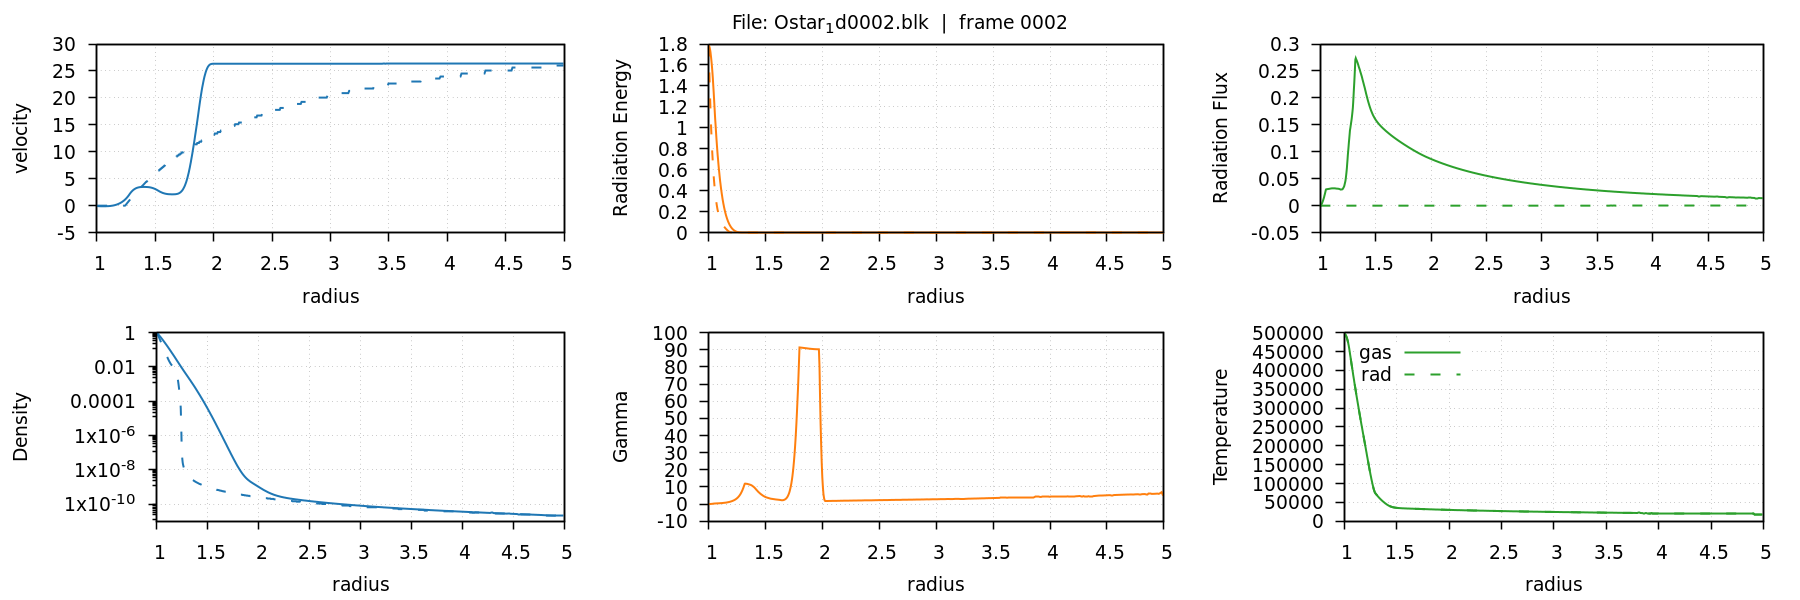 File: Ostar₁d0002.blk | frame 0002
velocity
30
25
20
15
10
5
0
-5
1 1.5 2 2.5 3 3.5 4 4.5 5
radius
Radiation Energy
1.8
1.6
1.4
1.2
1
0.8
0.6
0.4
0.2
0
1 1.5 2 2.5 3 3.5 4 4.5 5
radius
Radiation Flux
0.3
0.25
0.2
0.15
0.1
0.05
0
-0.05
1 1.5 2 2.5 3 3.5 4 4.5 5
radius
Density
1
0.01
0.0001
1x10⁻⁶
1x10⁻⁸
1x10⁻¹⁰
1 1.5 2 2.5 3 3.5 4 4.5 5
radius
Gamma
100
90
80
70
60
50
40
30
20
10
0
-10
1 1.5 2 2.5 3 3.5 4 4.5 5
radius
Temperature
500000
450000
400000
350000
300000
250000
200000
150000
100000
50000
0
gas
rad
1 1.5 2 2.5 3 3.5 4 4.5 5
radius